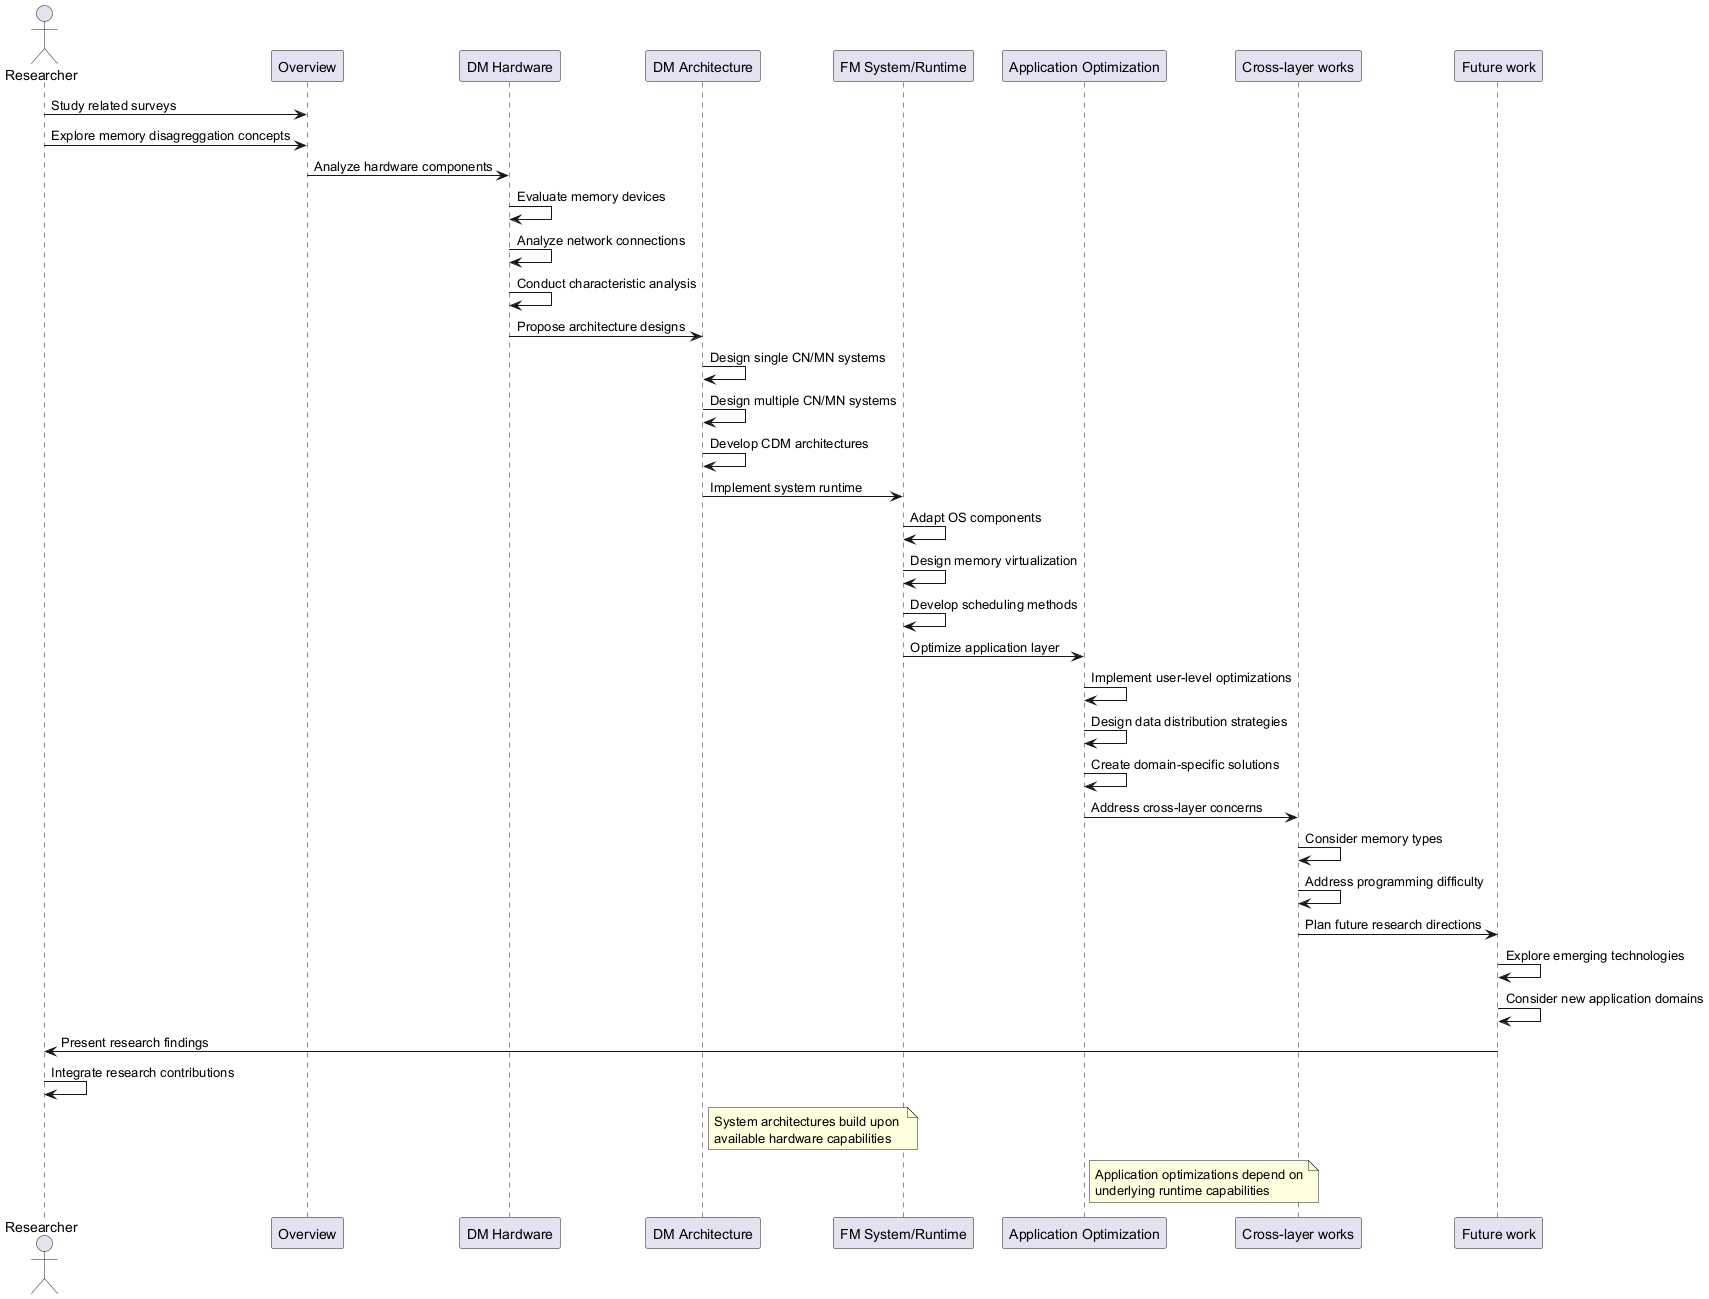 Researcher
Overview
DM Hardware
DM Architecture
FM System/Runtime
Application Optimization
Cross-layer works
Future work
Study related surveys
Explore memory disagreggation concepts
Analyze hardware components
Evaluate memory devices
Analyze network connections
Conduct characteristic analysis
Propose architecture designs
Design single CN/MN systems
Design multiple CN/MN systems
Develop CDM architectures
Implement system runtime
Adapt OS components
Design memory virtualization
Develop scheduling methods
Optimize application layer
Implement user-level optimizations
Design data distribution strategies
Create domain-specific solutions
Address cross-layer concerns
Consider memory types
Address programming difficulty
Plan future research directions
Explore emerging technologies
Consider new application domains
Present research findings
Integrate research contributions
System architectures build upon
available hardware capabilities
Application optimizations depend on
underlying runtime capabilities
Researcher
Overview
DM Hardware
DM Architecture
FM System/Runtime
Application Optimization
Cross-layer works
Future work